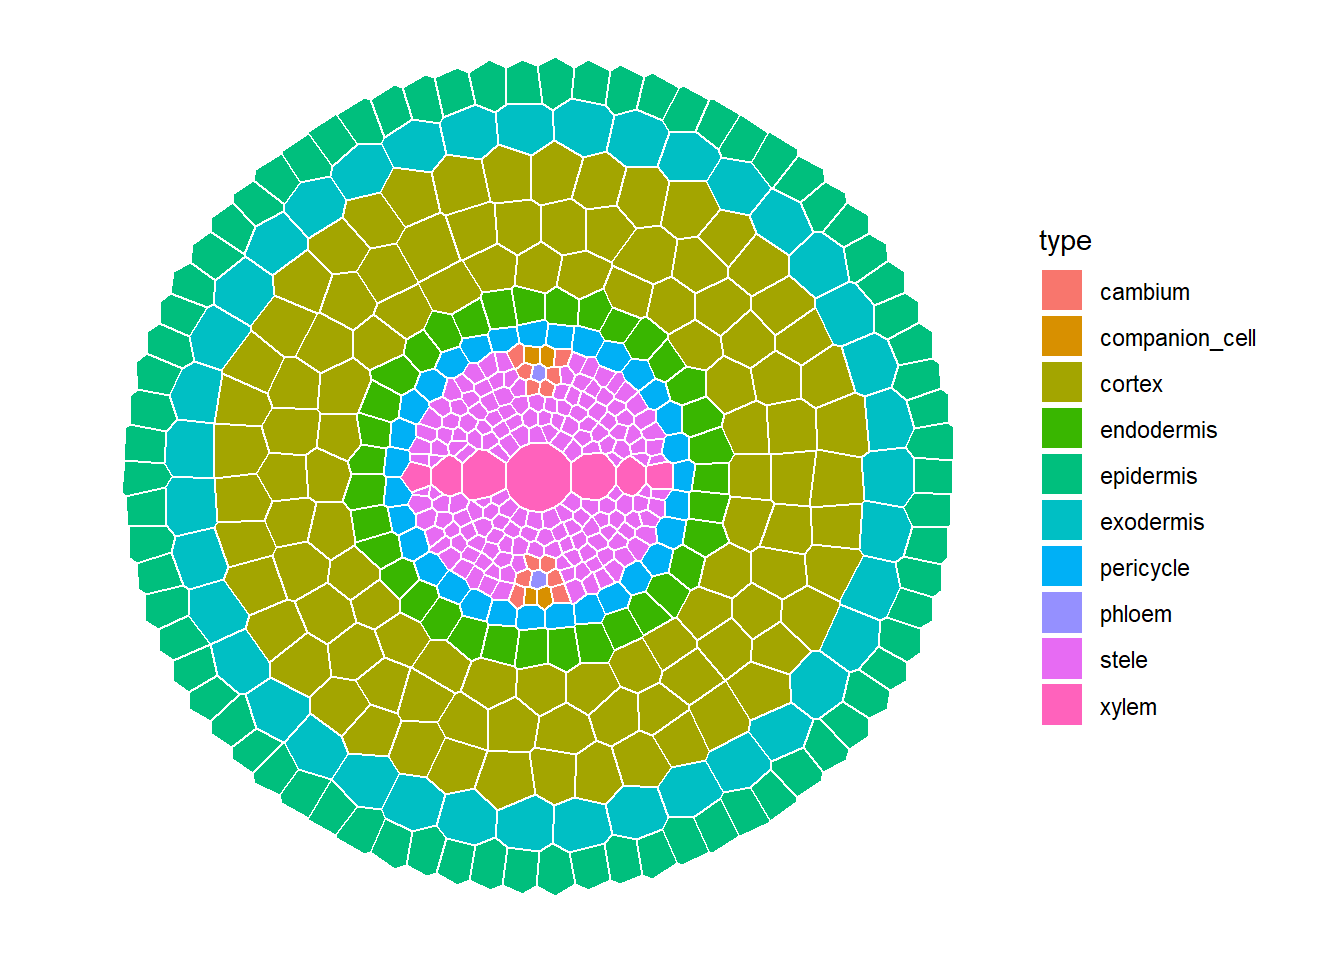 type
cambium
companion_cell
cortex
endodermis
epidermis
exodermis
pericycle
phloem
stele
xylem